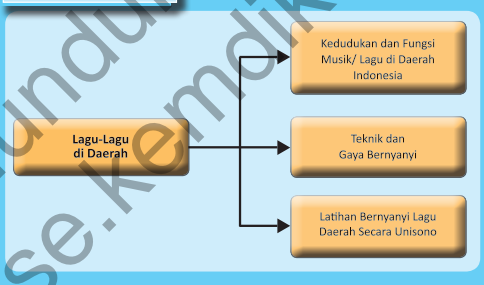 Lagu-Lagu
di Daerah
Kedudukan dan Fungsi
Musik/ Lagu di Daerah
Indonesia
Teknik dan
Gaya Bernyanyi
Latihan Bernyanyi Lagu
Daerah Secara Unisono